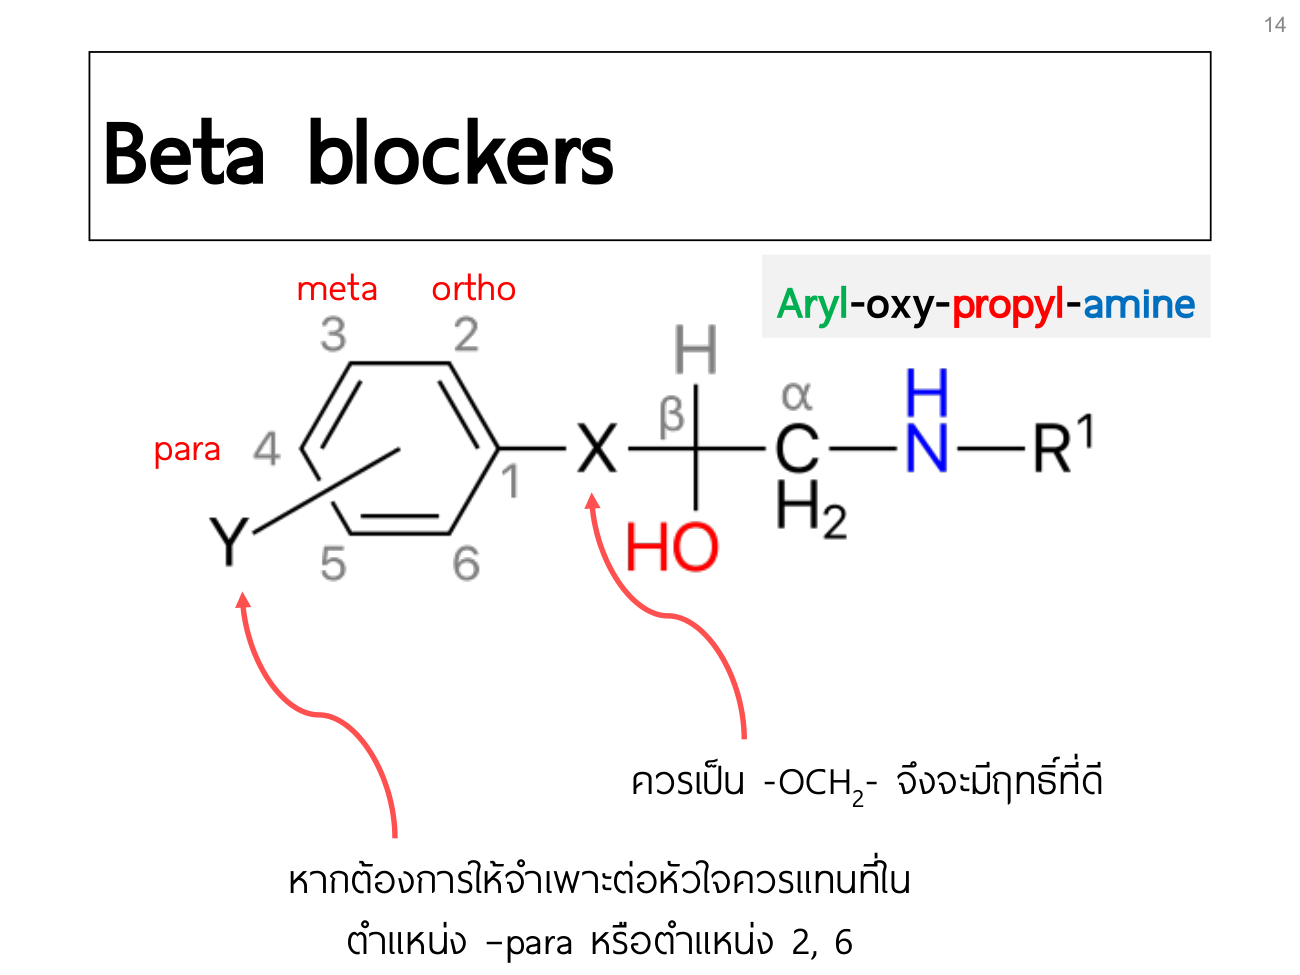 14
Beta blockers
Aryl-oxy-propyl-amine
meta ortho
3 2
H
β α H
para 4 X C N R¹
1
H₂
Y HO
5 6
ควรเป็น -OCH₂- จึงจะมีฤทธิ์ที่ดี
หากต้องการให้จำเพาะต่อหัวใจควรแทนที่ใน
ตำแหน่ง –para หรือตำแหน่ง 2, 6